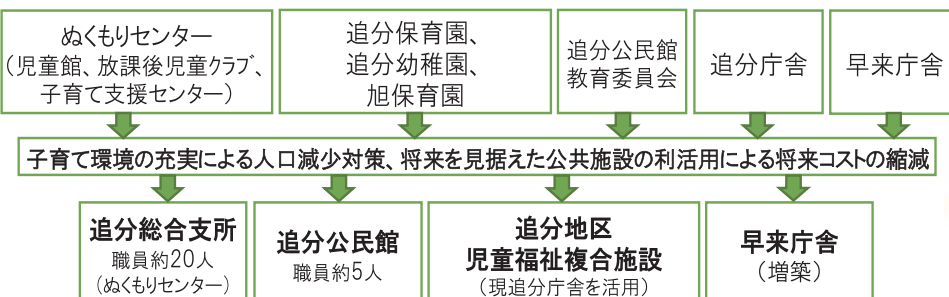 ぬくもりセンター
(児童館、放課後児童クラブ、
子育て支援センター)
追分保育園、
追分幼稚園、
旭保育園
追分公民館
教育委員会
追分庁舎
早来庁舎
子育て環境の充実による人口減少対策、将来を見据えた公共施設の利活用による将来コストの縮減
追分総合支所
職員約20人
(ぬくもりセンター)
追分公民館
職員約5人
追分地区
児童福祉複合施設
(現追分庁舎を活用)
早来庁舎
(増築)